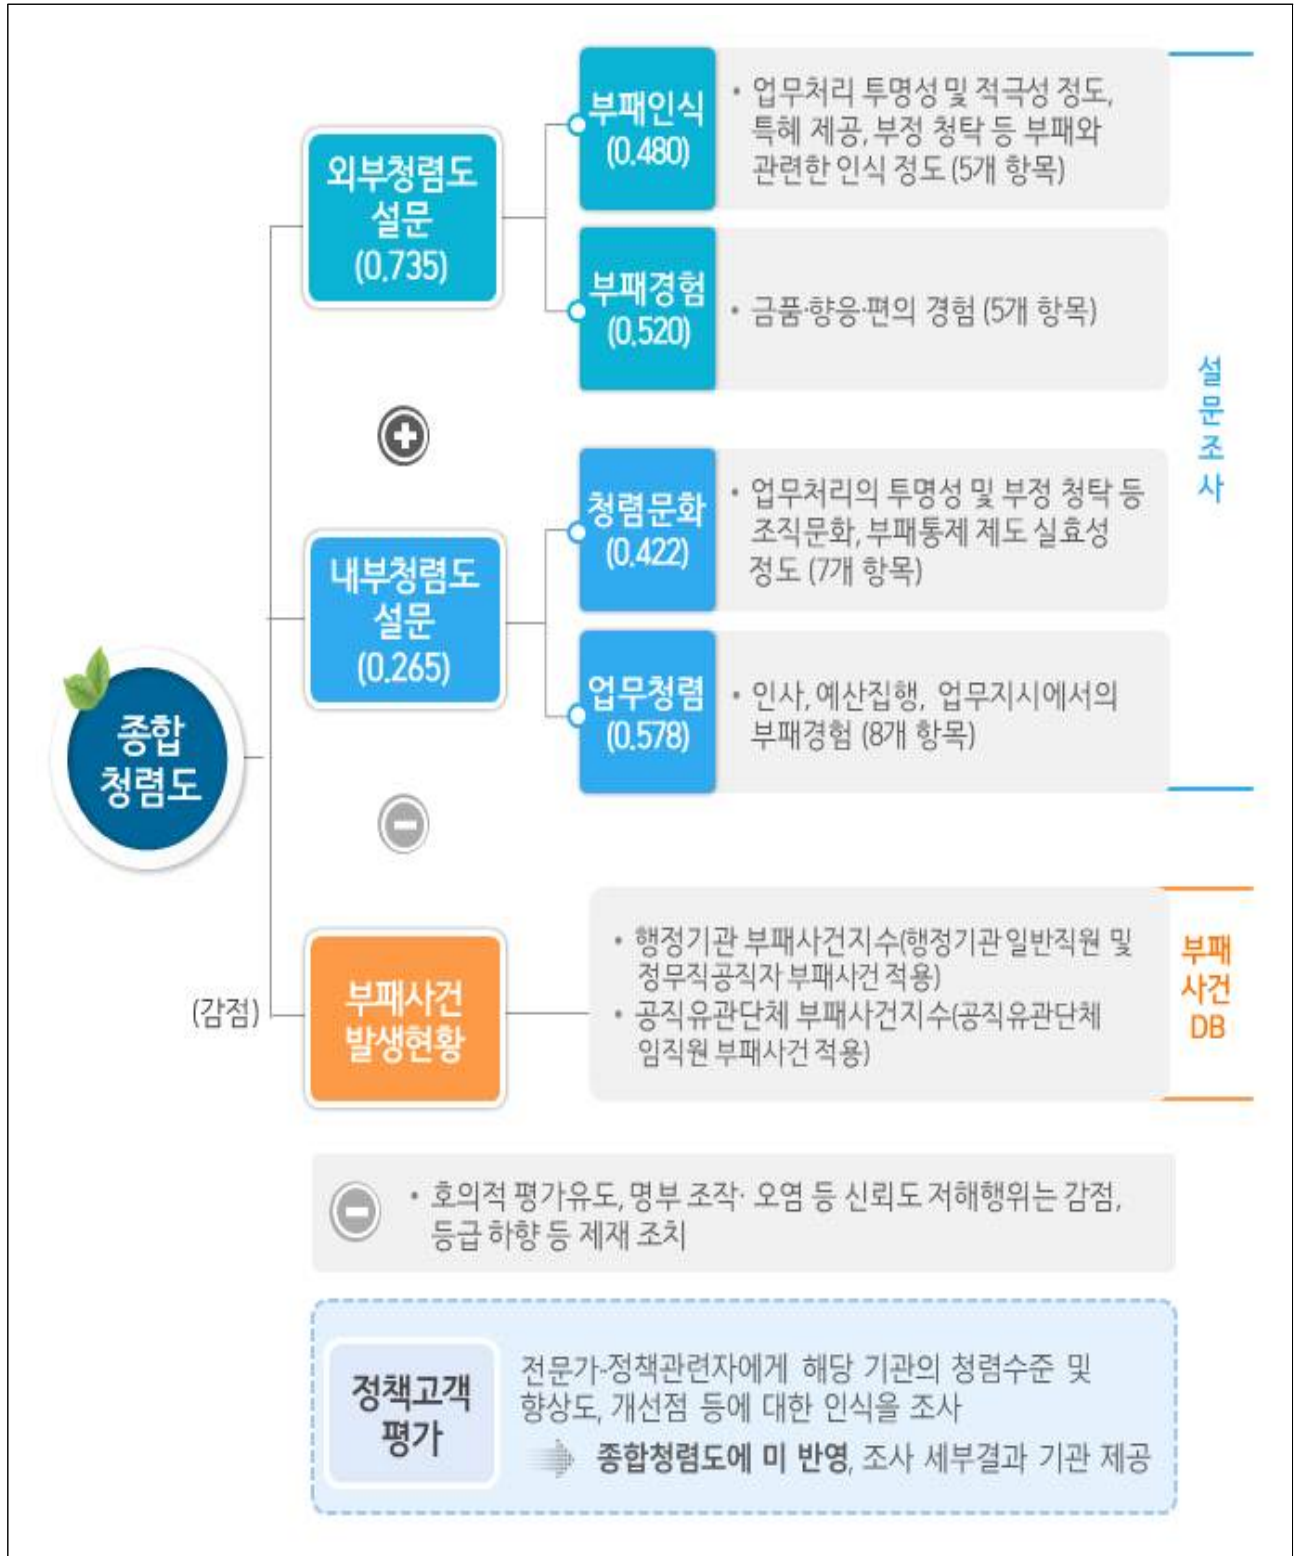 부패인식
(0.480)
• 업무처리 투명성 및 적극성 정도,
특혜 제공, 부정 청탁 등 부패와
관련한 인식 정도 (5개 항목)
외부청렴도
설문
(0.735)
부패경험
(0.520)
• 금품·향응·편의 경험 (5개 항목)
설
문
조
사
청렴문화
(0.422)
• 업무처리의 투명성 및 부정 청탁 등
조직문화, 부패통제 제도 실효성
정도 (7개 항목)
내부청렴도
설문
(0.265)
업무청렴
(0.578)
• 인사, 예산집행, 업무지시에서의
부패경험 (8개 항목)
종합
청렴도
(감점)
부패사건
발생현황
• 행정기관 부패사건지수(행정기관 일반직원 및
정무직공직자 부패사건 적용)
• 공직유관단체 부패사건지수(공직유관단체
임직원 부패사건 적용)
부패
사건
DB
• 호의적 평가유도, 명부 조작· 오염 등 신뢰도 저해행위는 감점,
등급 하향 등 제재 조치
정책고객
평가
전문가·정책관련자에게 해당 기관의 청렴수준 및
향상도, 개선점 등에 대한 인식을 조사
종합청렴도에 미 반영, 조사 세부결과 기관 제공